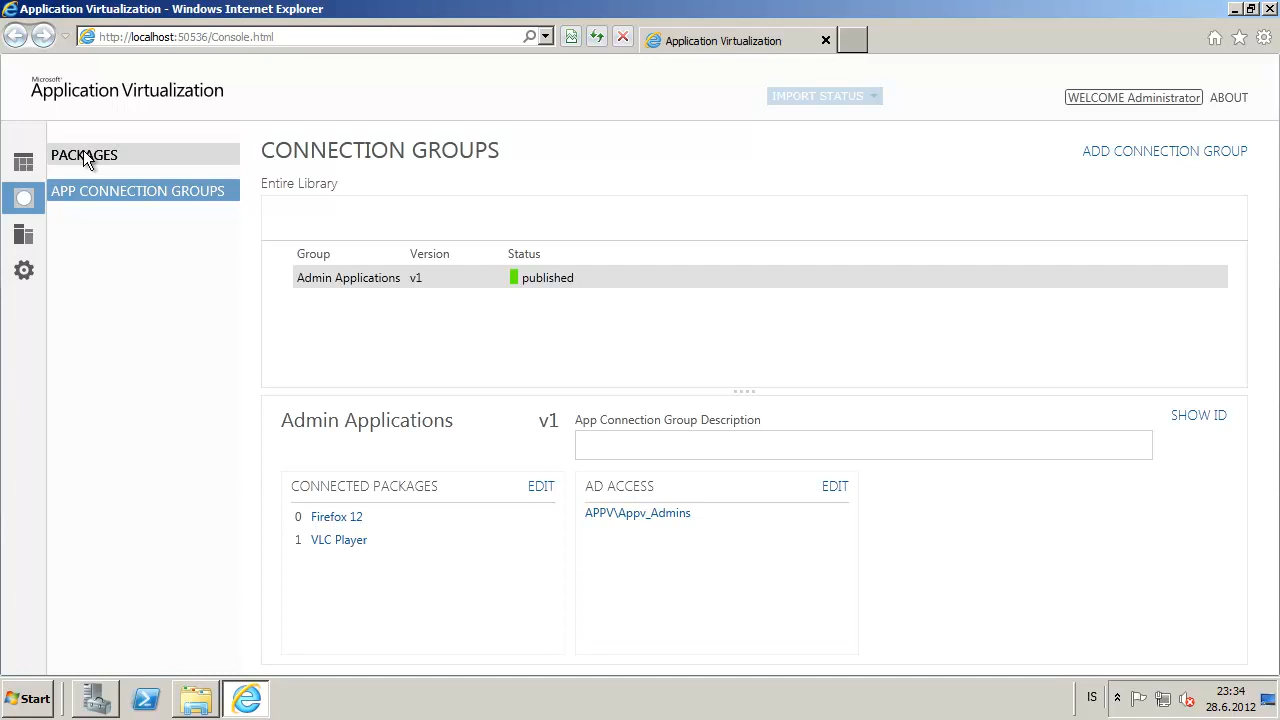 Application Virtualization - Windows Internet Explorer
http://localhost:50536/Console.html
Application Virtualization
Microsoft
Application Virtualization
IMPORT STATUS
WELCOME Administrator
ABOUT
PACKAGES
APP CONNECTION GROUPS
CONNECTION GROUPS
ADD CONNECTION GROUP
Entire Library
Group Version Status
Admin Applications v1 published
Admin Applications v1
App Connection Group Description
SHOW ID
CONNECTED PACKAGES EDIT
0 Firefox 12
1 VLC Player
AD ACCESS EDIT
APPV\Appv_Admins
Start
IS
23:34
28.6.2012